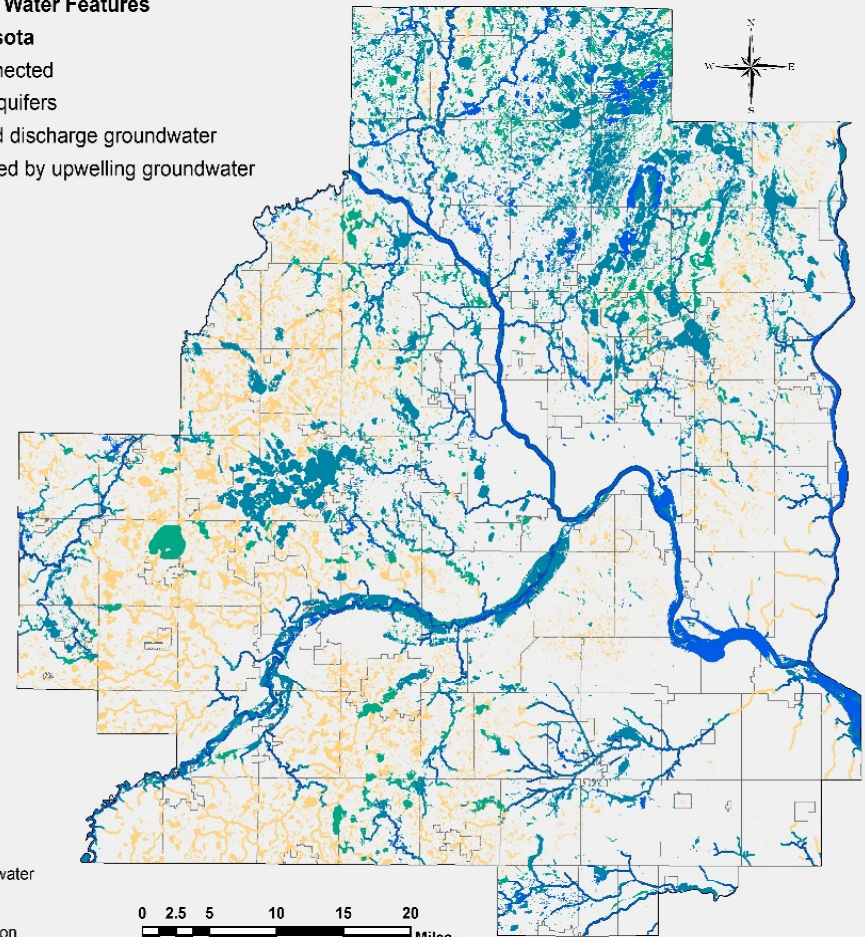 Water Features
sota
nected
quifers
d discharge groundwater
ed by upwelling groundwater
N
W E
S
water
on
0 2.5 5 10 15 20
Miles